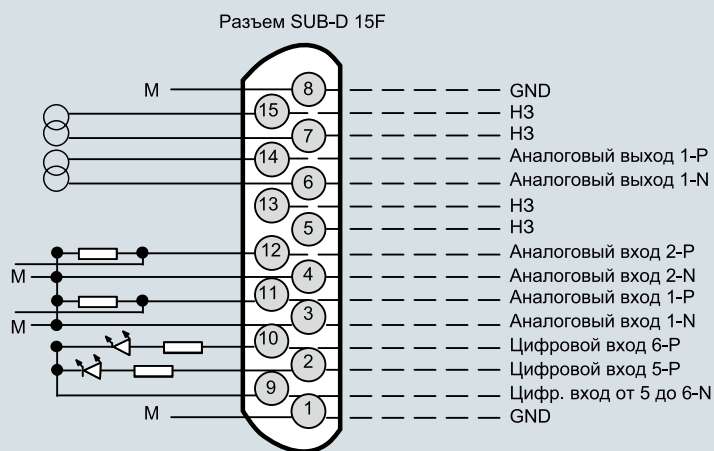 Разъем SUB-D 15F
М 8 GND
15 НЗ
7 НЗ
14 Аналоговый выход 1-P
6 Аналоговый выход 1-N
13 НЗ
5 НЗ
12 Аналоговый вход 2-P
М 4 Аналоговый вход 2-N
11 Аналоговый вход 1-P
М 3 Аналоговый вход 1-N
10 Цифровой вход 6-P
2 Цифровой вход 5-P
9 Цифр. вход от 5 до 6-N
М 1 GND